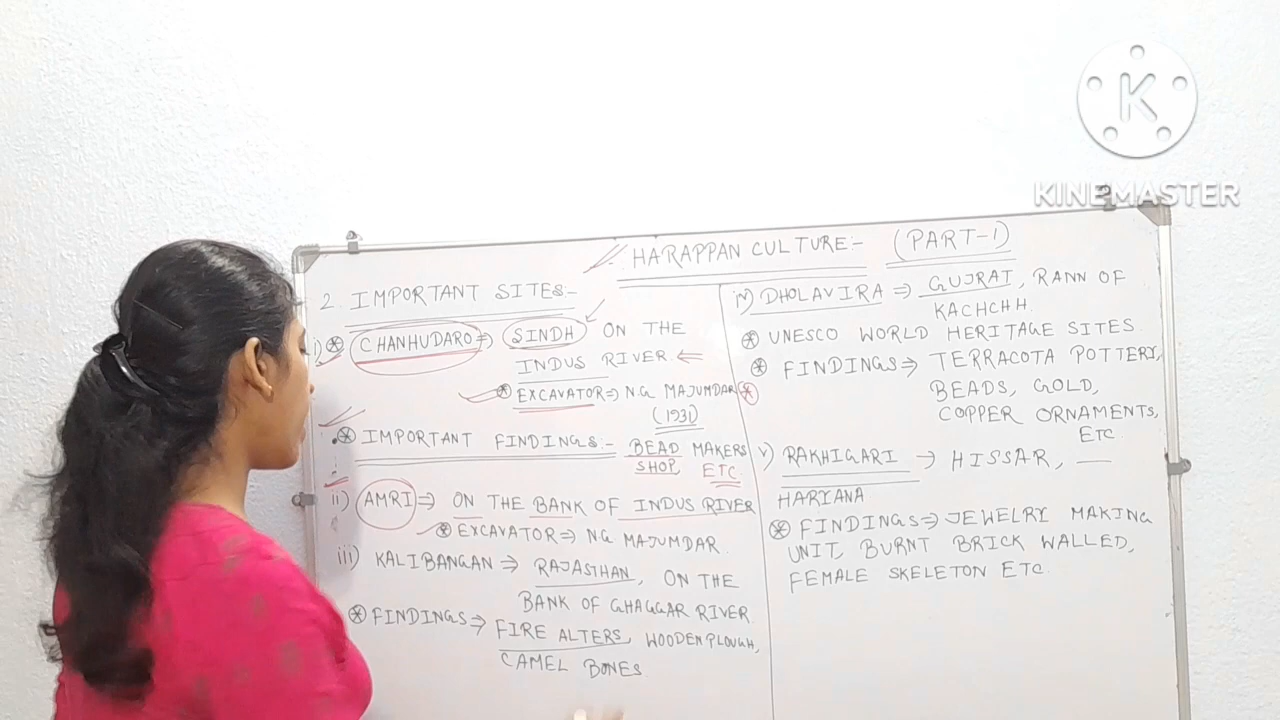 K
KINEMASTER
HARAPPAN CULTURE:- (PART-1)
2. IMPORTANT SITES:-
i) CHANHUDARO ⇒ SINDH ON THE
INDUS RIVER ⇐
EXCAVATOR ⇒ N.G MAJUMDAR
(1931)
IMPORTANT FINDINGS:- BEAD MAKERS
SHOP ETC.
ii) AMRI ⇒ ON THE BANK OF INDUS RIVER
EXCAVATOR ⇒ NG MAJUMDAR.
iii) KALIBANGAN ⇒ RAJASTHAN, ON THE
BANK OF GHAGGAR RIVER.
FINDINGS ⇒ FIRE ALTERS, WOODEN PLOUGH,
CAMEL BONES
iv) DHOLAVIRA ⇒ GUJRAT, RANN OF
KACHCHH.
UNESCO WORLD HERITAGE SITES.
FINDINGS ⇒ TERRACOTA POTTERY,
BEADS, GOLD,
COPPER ORNAMENTS,
ETC.
v) RAKHIGARI → HISSAR, —
HARYANA
FINDINGS ⇒ JEWELRY MAKING
UNIT, BURNT BRICK WALLED,
FEMALE SKELETON ETC.